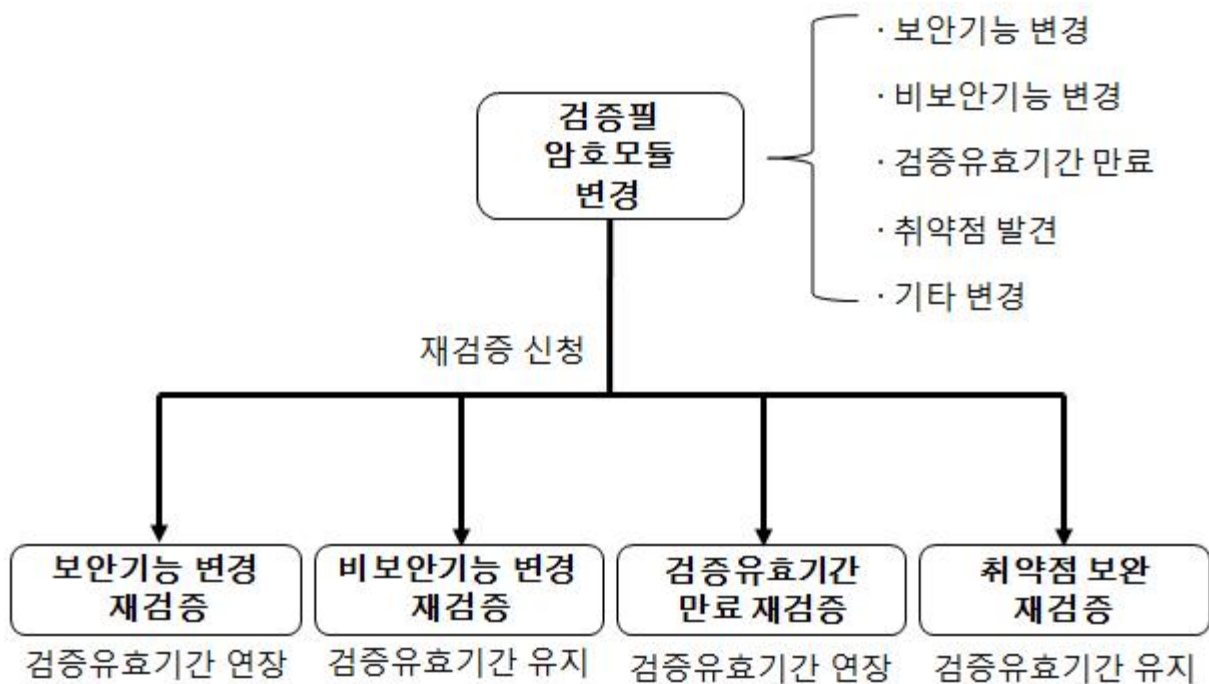 검증필
암호모듈
변경
· 보안기능 변경
· 비보안기능 변경
· 검증유효기간 만료
· 취약점 발견
· 기타 변경
재검증 신청
보안기능 변경
재검증
검증유효기간 연장
비보안기능 변경
재검증
검증유효기간 유지
검증유효기간
만료 재검증
검증유효기간 연장
취약점 보완
재검증
검증유효기간 유지